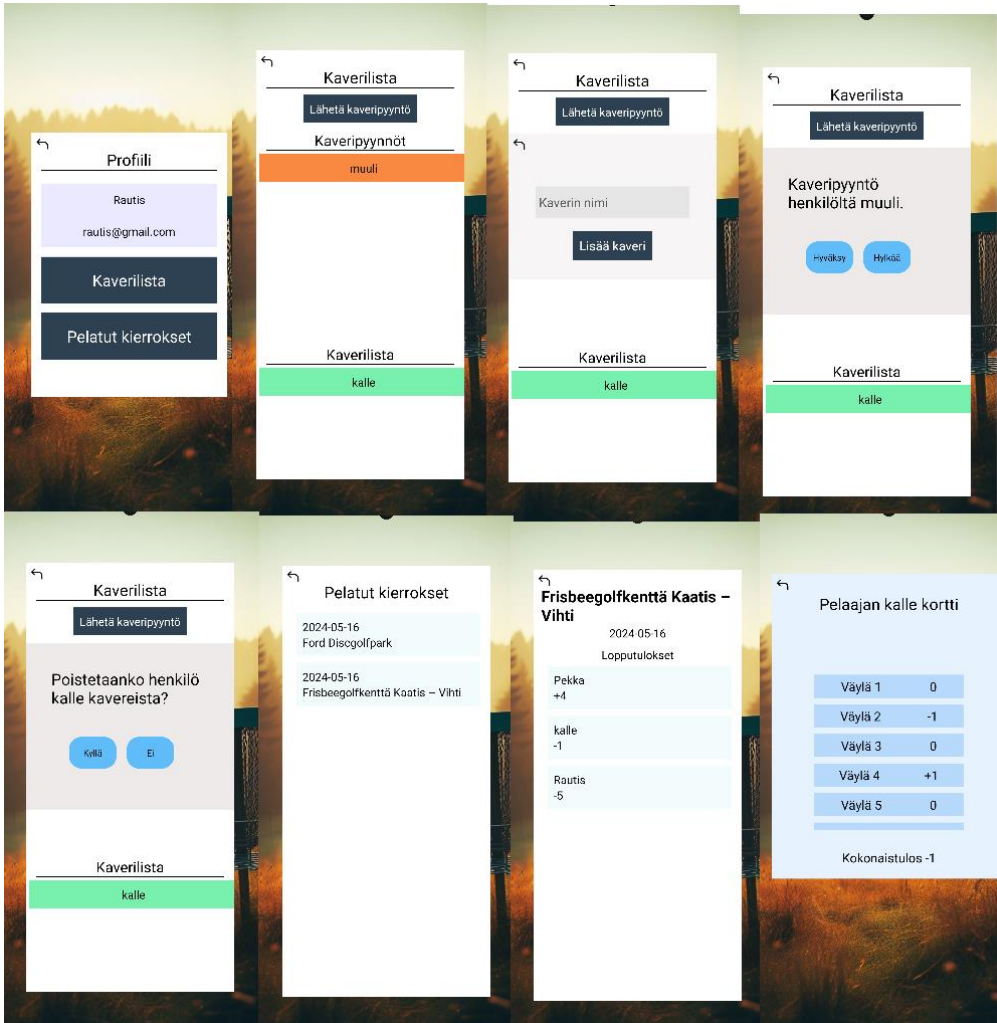 Profiili
Rautis
rautis@gmail.com
Kaverilista
Pelatut kierrokset
Kaverilista
Lähetä kaveripyyntö
Kaveripyynnöt
muuli
Kaverilista
kalle
Kaverilista
Lähetä kaveripyyntö
Kaverin nimi
Lisää kaveri
Kaverilista
kalle
Kaverilista
Lähetä kaveripyyntö
Kaveripyyntö
henkilöltä muuli.
Hyväksy Hylkää
Kaverilista
kalle
Kaverilista
Lähetä kaveripyyntö
Poistetaanko henkilö
kalle kavereista?
Kyllä Ei
Kaverilista
kalle
Pelatut kierrokset
2024-05-16
Ford Discgolfpark
2024-05-16
Frisbeegolfkenttä Kaatis – Vihti
Frisbeegolfkenttä Kaatis –
Vihti
2024-05-16
Lopputulokset
Pekka
+4
kalle
-1
Rautis
-5
Pelaajan kalle kortti
Väylä 1 0
Väylä 2 -1
Väylä 3 0
Väylä 4 +1
Väylä 5 0
Kokonaistulos -1